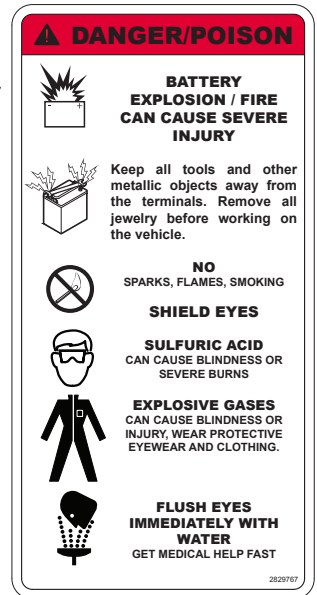 DANGER/POISON
BATTERY
EXPLOSION / FIRE
CAN CAUSE SEVERE
INJURY
Keep all tools and other
metallic objects away from
the terminals. Remove all
jewelry before working on
the vehicle.
NO
SPARKS, FLAMES, SMOKING
SHIELD EYES
SULFURIC ACID
CAN CAUSE BLINDNESS OR
SEVERE BURNS
EXPLOSIVE GASES
CAN CAUSE BLINDNESS OR
INJURY, WEAR PROTECTIVE
EYEWEAR AND CLOTHING.
FLUSH EYES
IMMEDIATELY WITH
WATER
GET MEDICAL HELP FAST
2829767